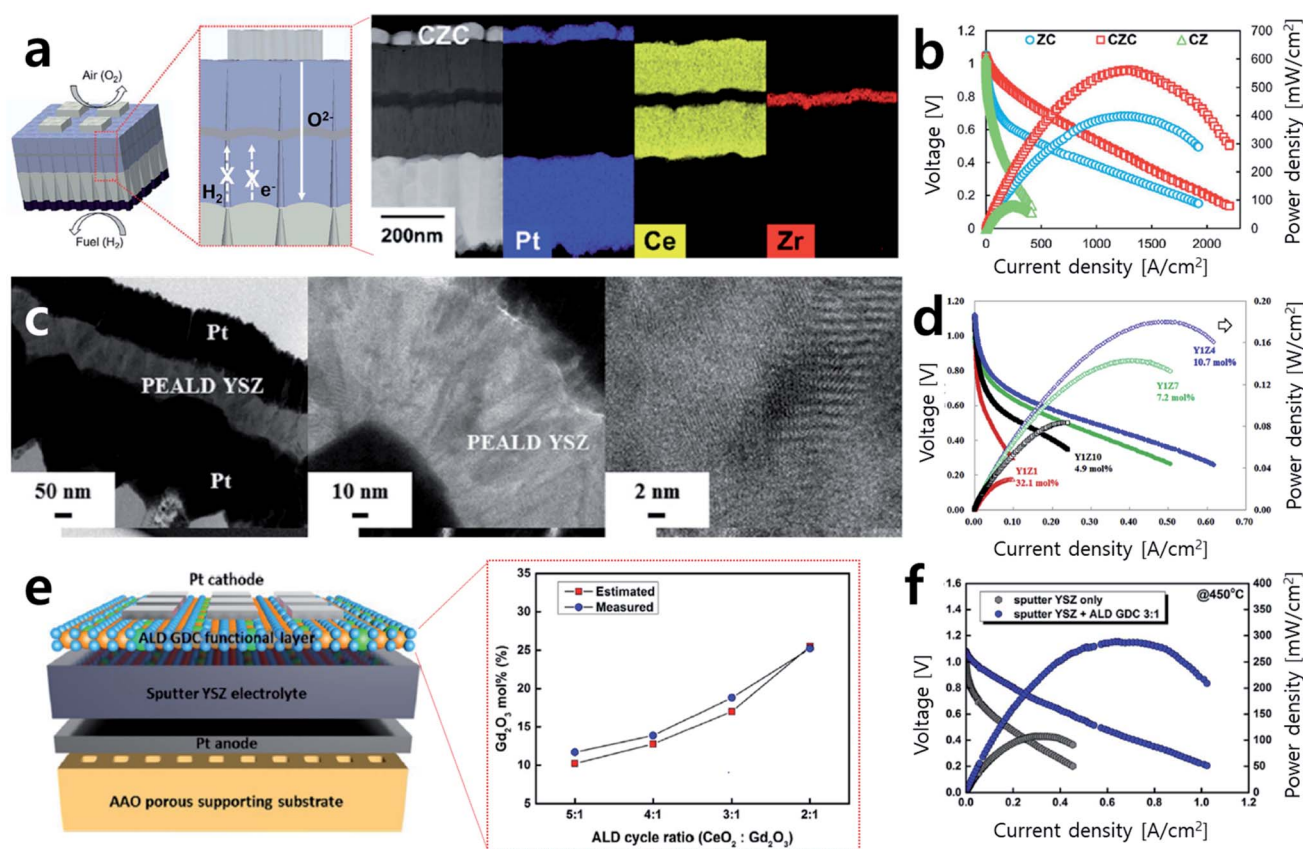 a
Air (O₂)
Fuel (H₂)
O²⁻
H₂
e⁻
CZC
200nm
Pt
Ce
Zr
b
ZC
CZC
CZ
1.2
1
0.8
0.6
0.4
0.2
0
Voltage [V]
700
600
500
400
300
200
100
0
Power density [mW/cm²]
0
500
1000
1500
2000
Current density [A/cm²]
c
Pt
PEALD YSZ
Pt
50 nm
PEALD YSZ
10 nm
2 nm
d
1.20
1.00
0.80
0.60
0.40
0.20
0.00
Voltage [V]
0.20
0.16
0.12
0.08
0.04
0
Power density [W/cm²]
Y1Z4
10.7 mol%
Y1Z7
7.2 mol%
Y1Z10
4.9 mol%
Y1Z1
32.1 mol%
0.00
0.10
0.20
0.30
0.40
0.50
0.60
0.70
Current density [A/cm²]
e
Pt cathode
ALD GDC functional layer
Sputter YSZ electrolyte
Pt anode
AAO porous supporting substrate
Estimated
Measured
35
30
25
20
15
10
5
Gd₂O₃ mol% (%)
5:1
4:1
3:1
2:1
ALD cycle ratio (CeO₂ : Gd₂O₃)
f
@450°C
sputter YSZ only
sputter YSZ + ALD GDC 3:1
1.6
1.4
1.2
1.0
0.8
0.6
0.4
0.2
0.0
Voltage [V]
400
350
300
250
200
150
100
50
0
Power density [mW/cm²]
0.0
0.2
0.4
0.6
0.8
1.0
1.2
Current density [A/cm²]